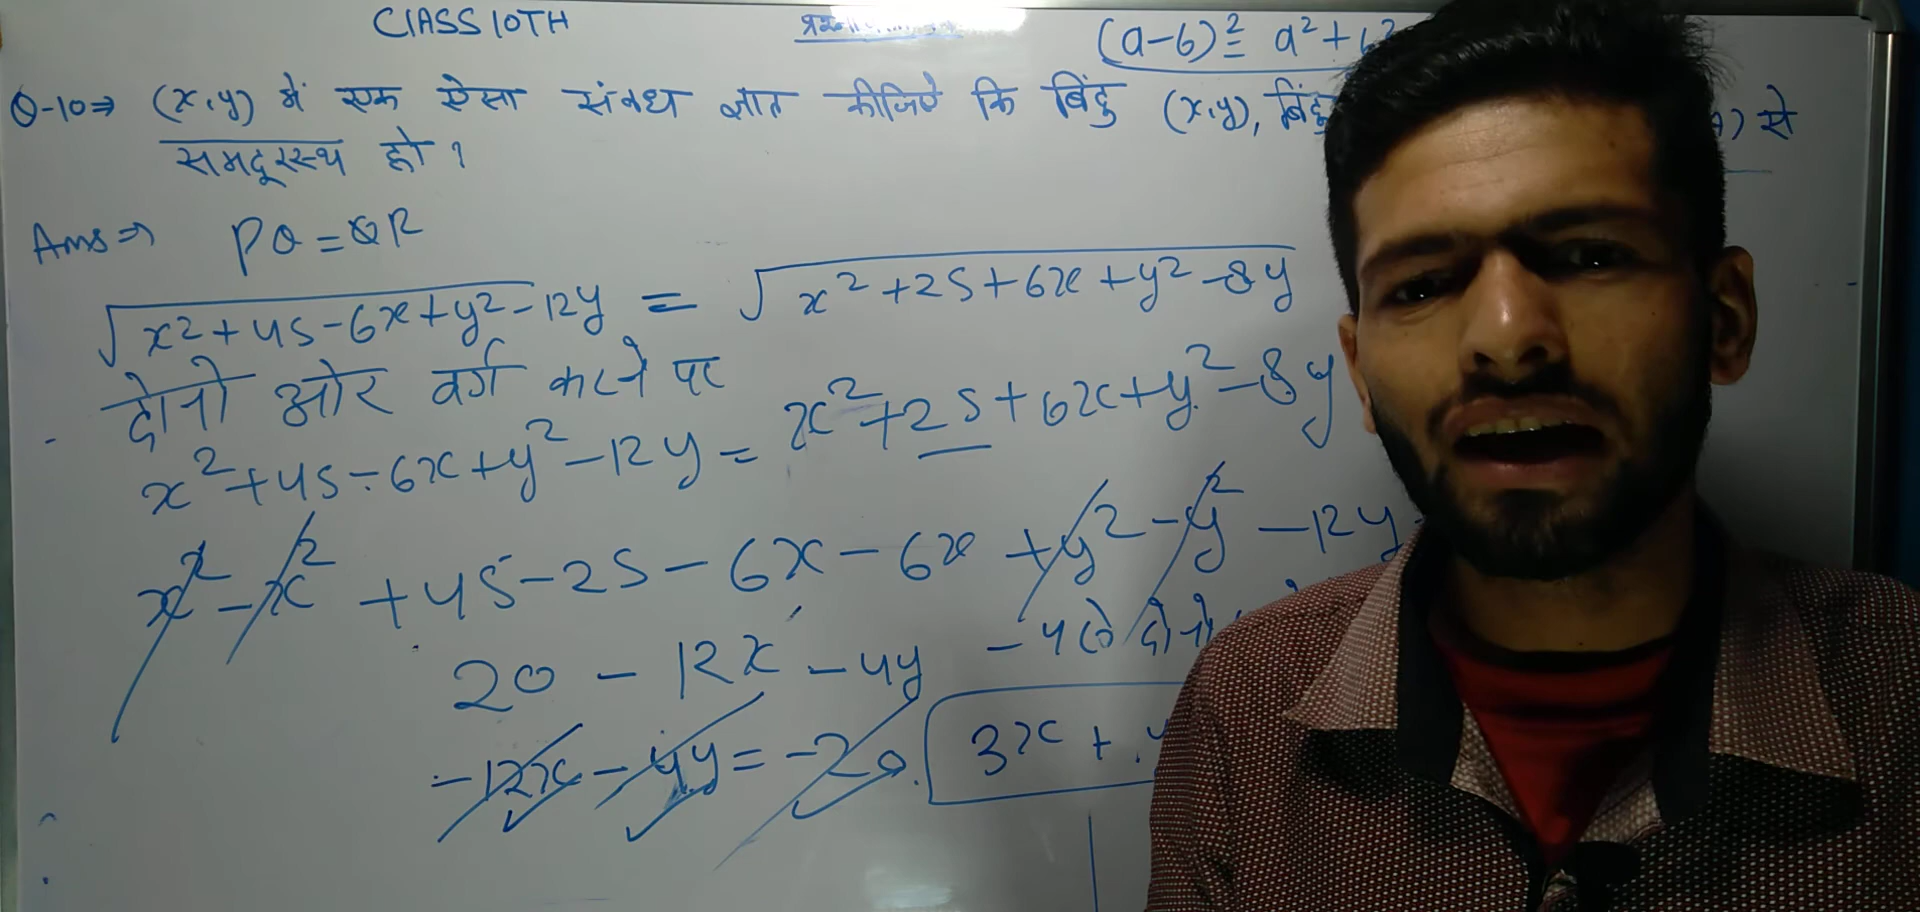 CLASS 10TH
(a-b)² = a² + b²
Q-10⇒ (x,y) में एक ऐसा संबध ज्ञात कीजिये कि बिंदु (x,y), बिंदु से
समदूरस्थ हो ?
Ans⇒ PQ = QR
√x²+45-6x+y²-12y = √x²+25+6x+y²-8y
दोनो ओर वर्ग करने पर
x²+45-6x+y²-12y = x²+25+6x+y²-8y
x²-x²+45-25-6x-6x+y²-y²-12y
20-12x-4y
-4 से दोनो
-12x-4y=-20
3x+